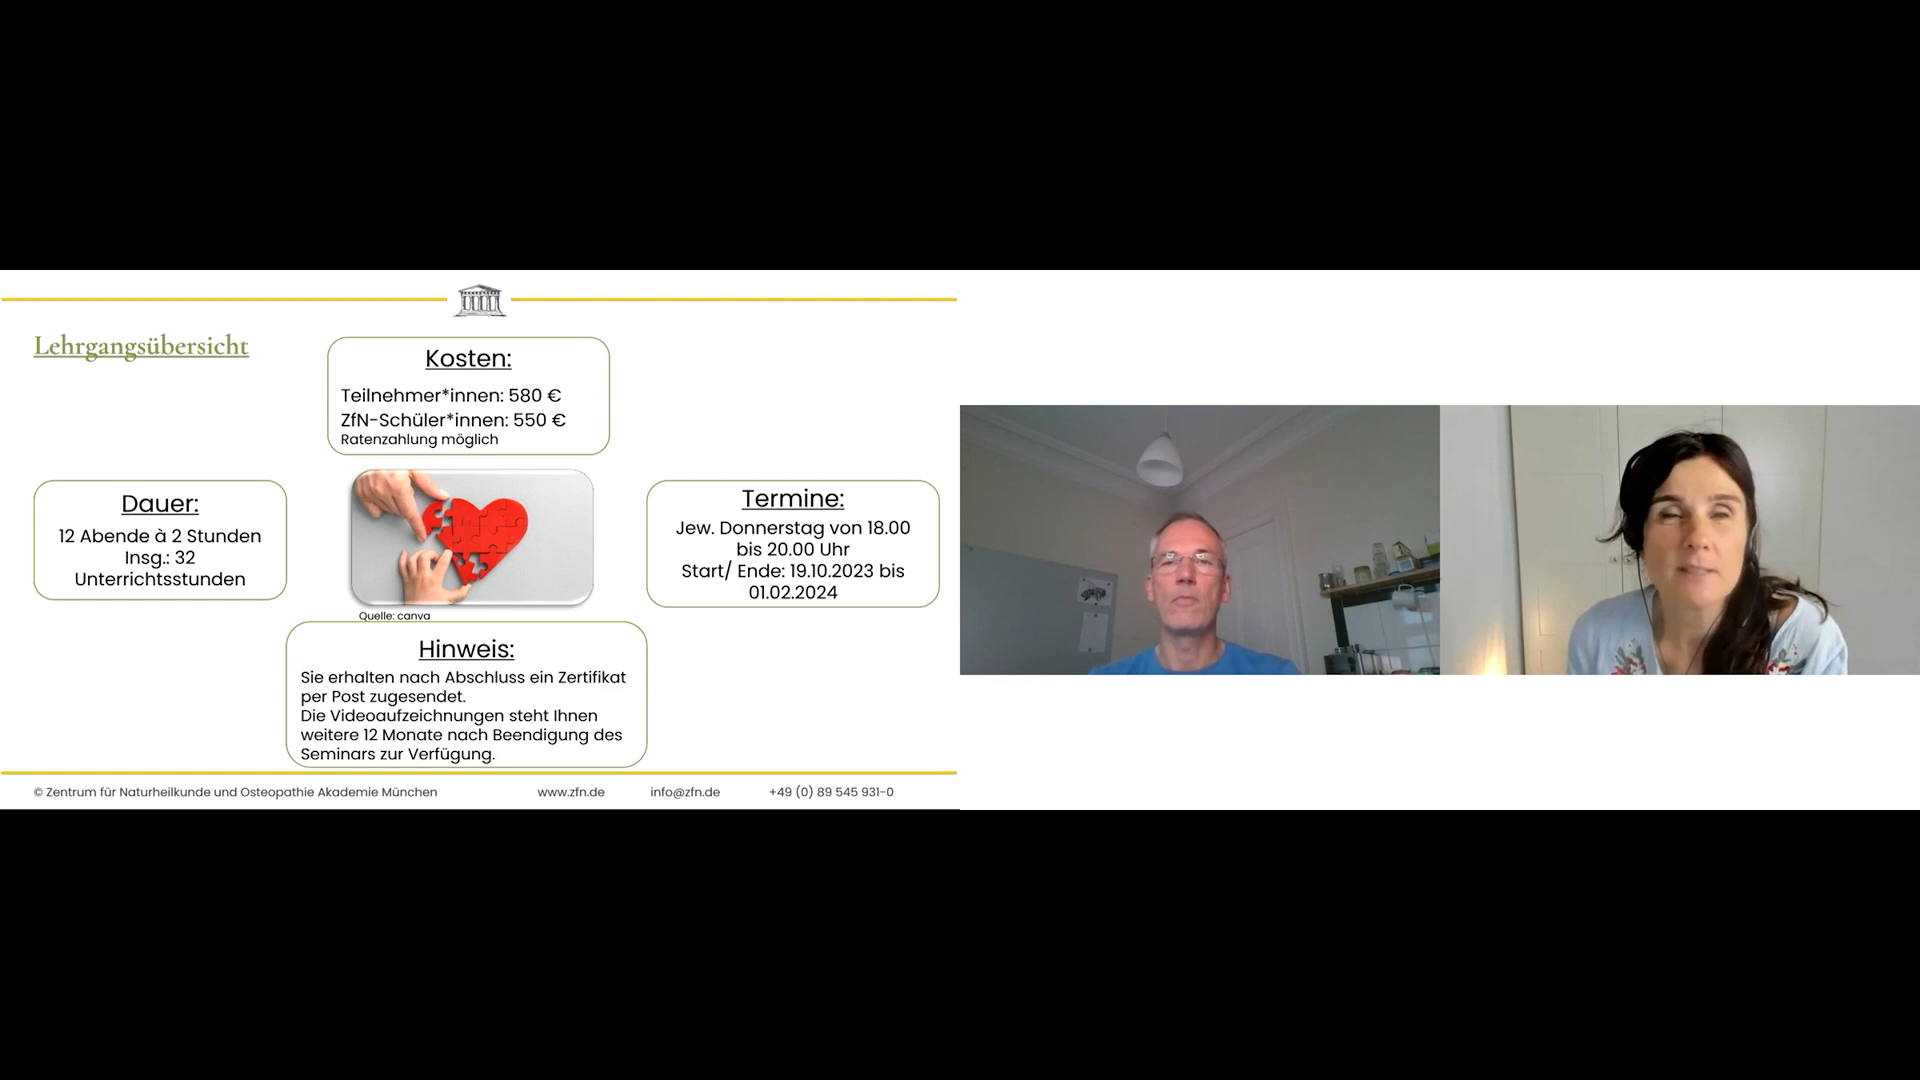 Lehrgangsübersicht
Kosten:
Teilnehmer*innen: 580 €
ZfN-Schüler*innen: 550 €
Ratenzahlung möglich
Dauer:
12 Abende à 2 Stunden
Insg.: 32
Unterrichtsstunden
Termine:
Jew. Donnerstag von 18.00
bis 20.00 Uhr
Start/ Ende: 19.10.2023 bis
01.02.2024
Quelle: canva
Hinweis:
Sie erhalten nach Abschluss ein Zertifikat
per Post zugesendet.
Die Videoaufzeichnungen steht Ihnen
weitere 12 Monate nach Beendigung des
Seminars zur Verfügung.
© Zentrum für Naturheilkunde und Osteopathie Akademie München
www.zfn.de
info@zfn.de
+49 (0) 89 545 931-0